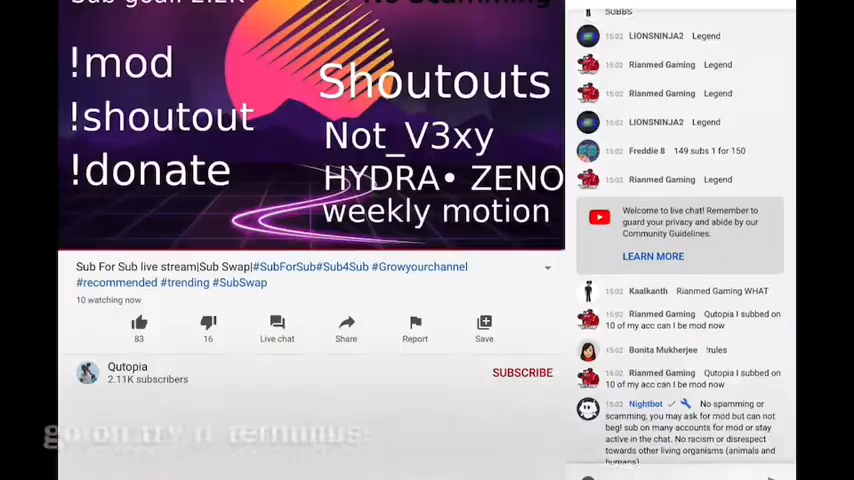 Sub goal! 2.2K
No Scamming
!mod
!shoutout
!donate
Shoutouts
Not_V3xy
HYDRA• ZENO
weekly motion
Sub For Sub live stream|Sub Swap|#SubForSub#Sub4Sub #Growyourchannel
#recommended #trending #SubSwap
10 watching now
83
16
Live chat
Share
Report
Save
Qutopia
2.11K subscribers
SUBSCRIBE
SUBBS
15:02 LIONSNINJA2 Legend
15:02 Rianmed Gaming Legend
15:02 Rianmed Gaming Legend
15:02 LIONSNINJA2 Legend
15:02 Freddie 8 149 subs 1 for 150
15:02 Rianmed Gaming Legend
Welcome to live chat! Remember to
guard your privacy and abide by our
Community Guidelines.
LEARN MORE
15:02 Kaalkanth Rianmed Gaming WHAT
15:02 Rianmed Gaming Qutopia I subbed on
10 of my acc can I be mod now
15:02 Bonita Mukherjee !rules
15:02 Rianmed Gaming Qutopia I subbed on
10 of my acc can I be mod now
15:02 Nightbot No spamming or
scamming, you may ask for mod but can not
beg! sub on many accounts for mod or stay
active in the chat. No racism or disrespect
towards other living organisms (animals and
humans)